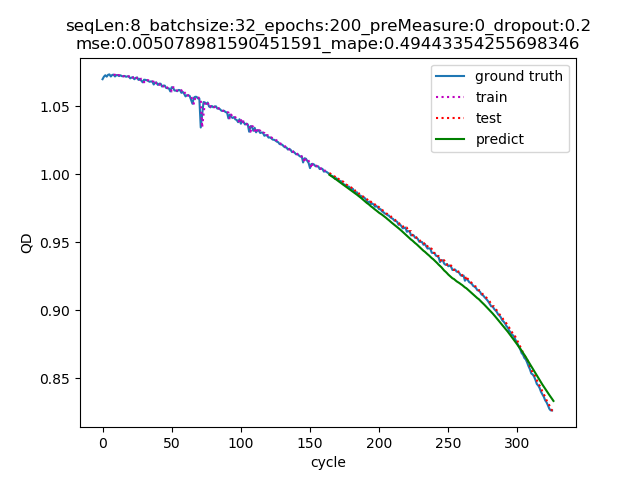 seqLen:8_batchsize:32_epochs:200_preMeasure:0_dropout:0.2
mse:0.005078981590451591_mape:0.49443354255698346
ground truth
train
test
predict
1.05
1.00
0.95
0.90
0.85
QD
0 50 100 150 200 250 300
cycle